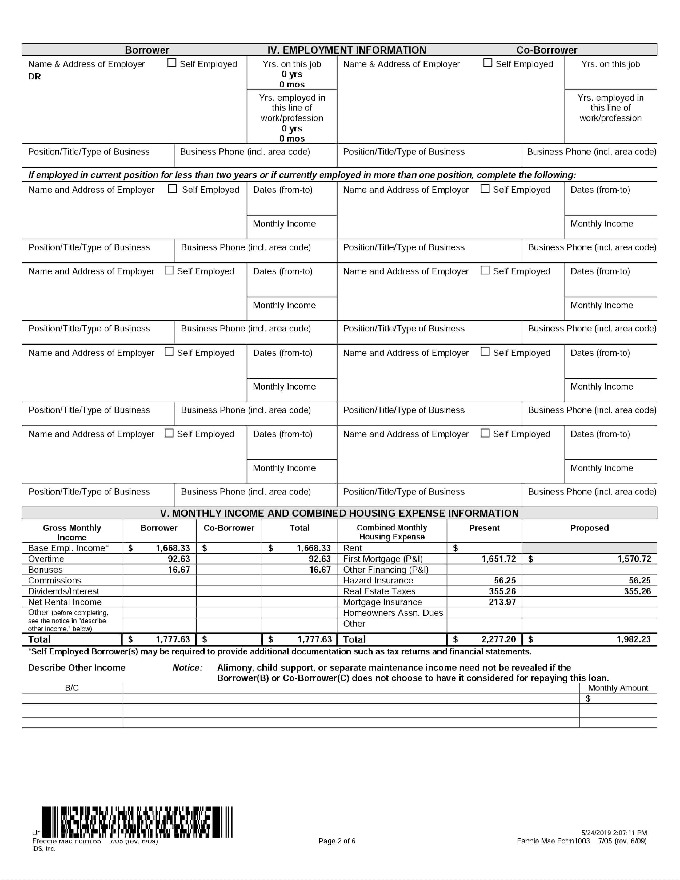 Borrower IV. EMPLOYMENT INFORMATION Co-Borrower
Name & Address of Employer ☐ Self Employed Yrs. on this job Name & Address of Employer ☐ Self Employed Yrs. on this job
DR 0 yrs
0 mos
Yrs. employed in this line of work/profession Yrs. employed in this line of work/profession
0 yrs
0 mos
Position/Title/Type of Business Business Phone (incl. area code) Position/Title/Type of Business Business Phone (incl. area code)
If employed in current position for less than two years or if currently employed in more than one position, complete the following:
Name and Address of Employer ☐ Self Employed Dates (from-to) Name and Address of Employer ☐ Self Employed Dates (from-to)
Monthly Income Monthly Income
Position/Title/Type of Business Business Phone (incl. area code) Position/Title/Type of Business Business Phone (incl. area code)
Name and Address of Employer ☐ Self Employed Dates (from-to) Name and Address of Employer ☐ Self Employed Dates (from-to)
Monthly Income Monthly Income
Position/Title/Type of Business Business Phone (incl. area code) Position/Title/Type of Business Business Phone (incl. area code)
Name and Address of Employer ☐ Self Employed Dates (from-to) Name and Address of Employer ☐ Self Employed Dates (from-to)
Monthly Income Monthly Income
Position/Title/Type of Business Business Phone (incl. area code) Position/Title/Type of Business Business Phone (incl. area code)
Name and Address of Employer ☐ Self Employed Dates (from-to) Name and Address of Employer ☐ Self Employed Dates (from-to)
Monthly Income Monthly Income
Position/Title/Type of Business Business Phone (incl. area code) Position/Title/Type of Business Business Phone (incl. area code)
V. MONTHLY INCOME AND COMBINED HOUSING EXPENSE INFORMATION
Gross Monthly Income Borrower Co-Borrower Total Combined Monthly Housing Expense Present Proposed
Base Empl. Income* $ 1,668.33 $ $ 1,668.33 Rent $
Overtime 92.63 92.63 First Mortgage (P&I) 1,651.72 $ 1,570.72
Bonuses 16.67 16.67 Other Financing (P&I)
Commissions Hazard Insurance 56.25 56.25
Dividends/Interest Real Estate Taxes 355.26 355.26
Net Rental Income Mortgage Insurance 213.97
Other (before completing, Homeowners Assn. Dues
see the notice in "describe Other
other income," below)
Total $ 1,777.63 $ $ 1,777.63 Total $ 2,277.20 $ 1,982.23
*Self Employed Borrower(s) may be required to provide additional documentation such as tax returns and financial statements.
Describe Other Income Notice: Alimony, child support, or separate maintenance income need not be revealed if the
Borrower(B) or Co-Borrower(C) does not choose to have it considered for repaying this loan.
B/C Monthly Amount
$
5/24/2019 2:07:11 PM
Freddie Mac Form 65 7/05 (rev. 6/09) Page 2 of 6 Fannie Mae Form 1003 7/05 (rev. 6/09)
DS, Inc.